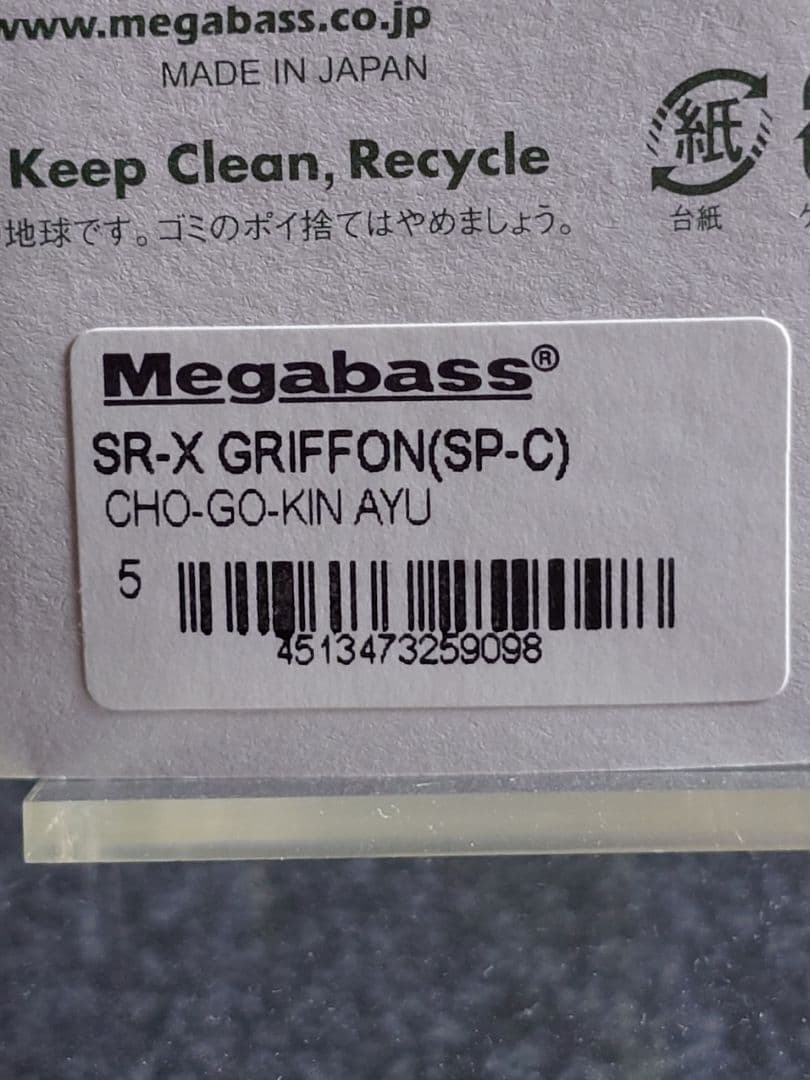 www.megabass.co.jp
MADE IN JAPAN
Keep Clean, Recycle
地球です。ゴミのポイ捨てはやめましょう。
紙
台紙
Megabass®
SR-X GRIFFON(SP-C)
CHO-GO-KIN AYU
5
4513473259098